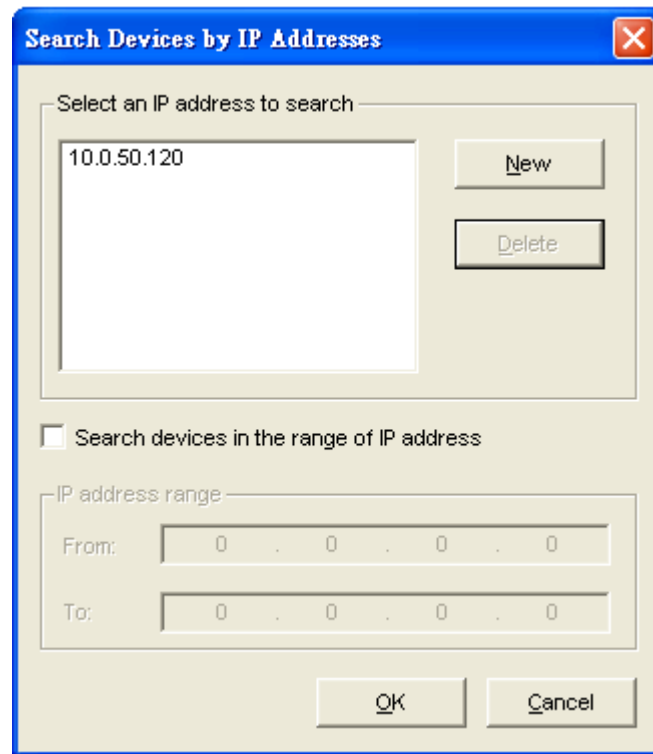 Search Devices by IP Addresses
Select an IP address to search
10.0.50.120
New
Delete
Search devices in the range of IP address
IP address range
From: 0 . 0 . 0 . 0
To: 0 . 0 . 0 . 0
OK Cancel